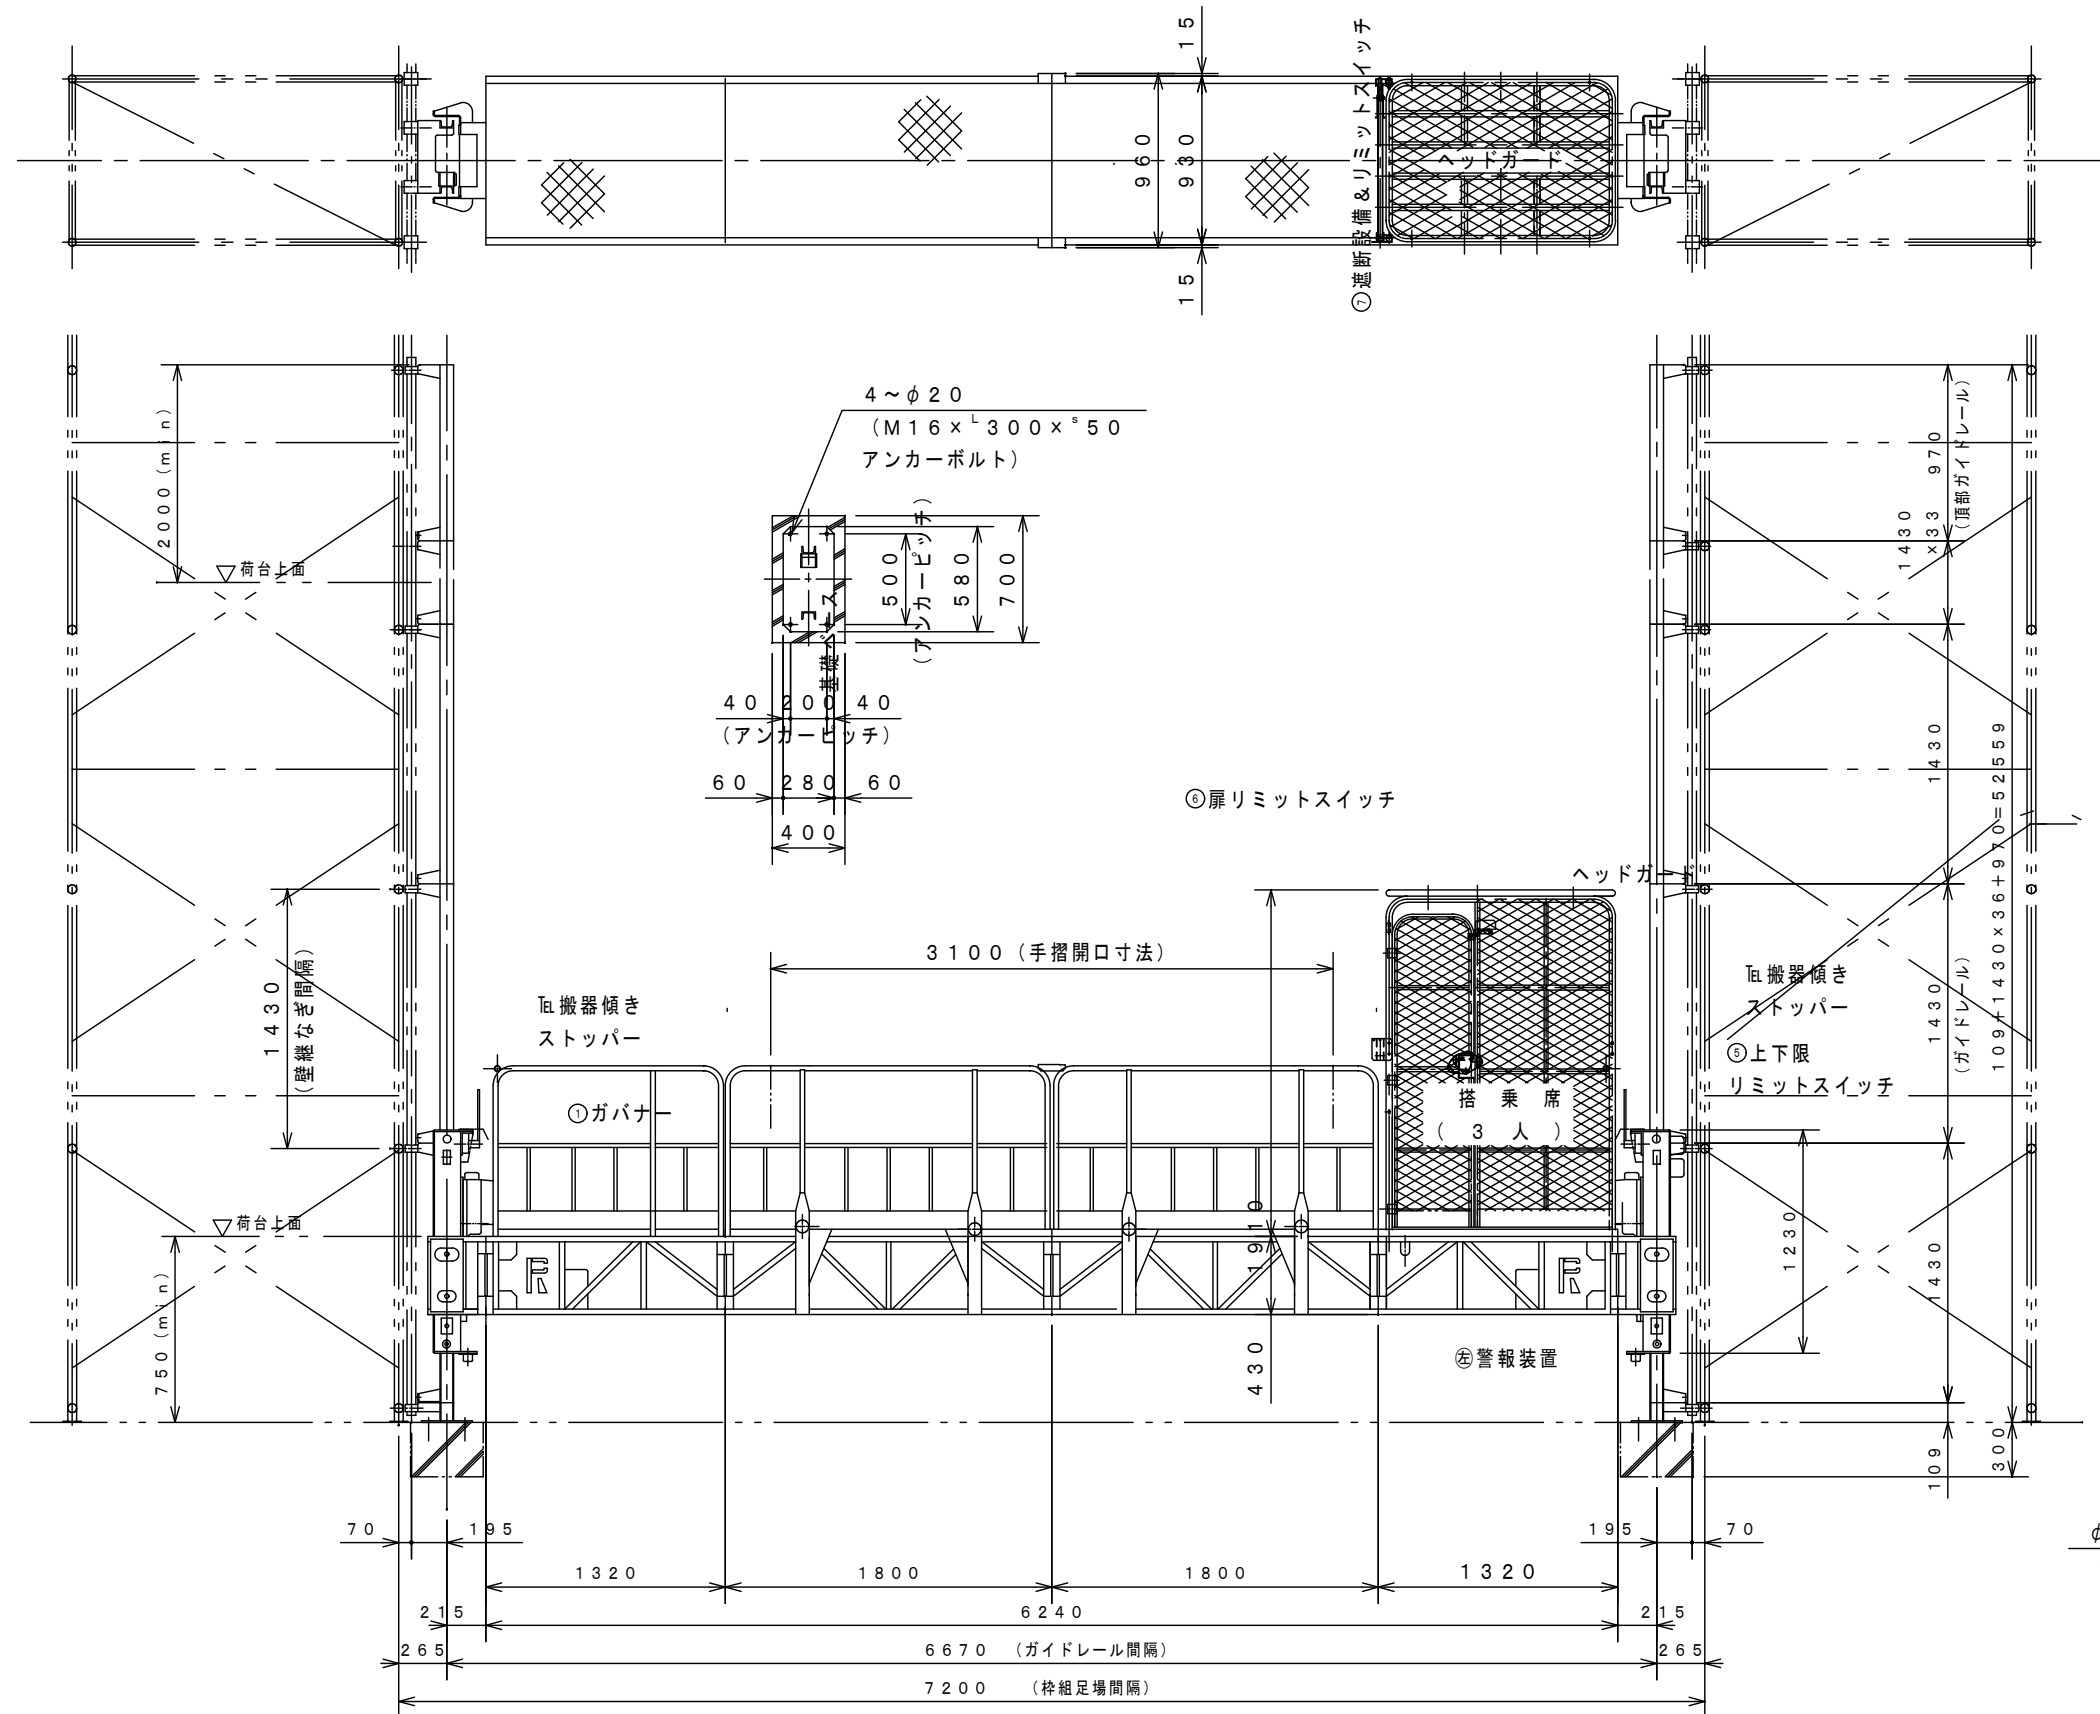 15
960
930
15
⑦遮断設備&リミットスイッチ
ヘッドガード
2000(min)
荷台上面
4~φ20
(M16×ᴸ300×ˢ50
アンカーボルト)
500
(アンカーピッチ)
580
700
基礎ベース
40 200 40
(アンカーピッチ)
60 280 60
400
⑥扉リミットスイッチ
ヘッドガード
970
(頂部ガイドレール)
1430
×33
1430
109+1430×36+970=52559
1430
(ガイドレール)
1430
(壁継なぎ間隔)
3100(手摺開口寸法)
℡搬器傾き
ストッパー
①ガバナー
搭 乗 席
( 3 人 )
℡搬器傾き
ストッパー
⑤上下限
リミットスイッチ
荷台上面
750(min)
1910
430
1230
1430
㊧警報装置
109
300
70 195
195 70
φ
1320 1800 1800 1320
215 6240 215
265 6670 (ガイドレール間隔) 265
7200 (枠組足場間隔)